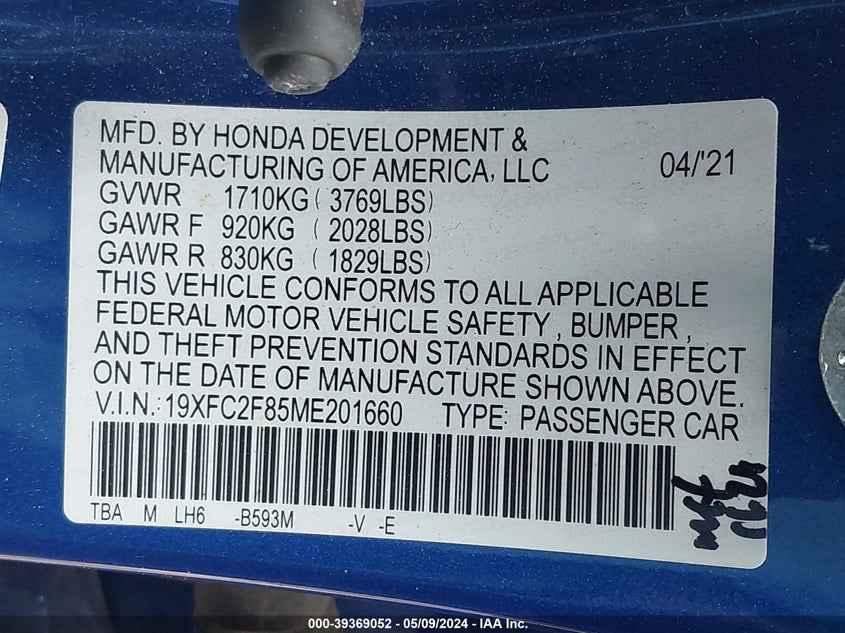 MFD. BY HONDA DEVELOPMENT &
MANUFACTURING OF AMERICA, LLC 04/'21
GVWR 1710KG ( 3769LBS)
GAWR F 920KG ( 2028LBS)
GAWR R 830KG ( 1829LBS)
THIS VEHICLE CONFORMS TO ALL APPLICABLE
FEDERAL MOTOR VEHICLE SAFETY , BUMPER ,
AND THEFT PREVENTION STANDARDS IN EFFECT
ON THE DATE OF MANUFACTURE SHOWN ABOVE.
V.I.N.: 19XFC2F85ME201660 TYPE: PASSENGER CAR
TBA M LH6 -B593M -V -E
000-39369052 - 05/09/2024 - IAA Inc.